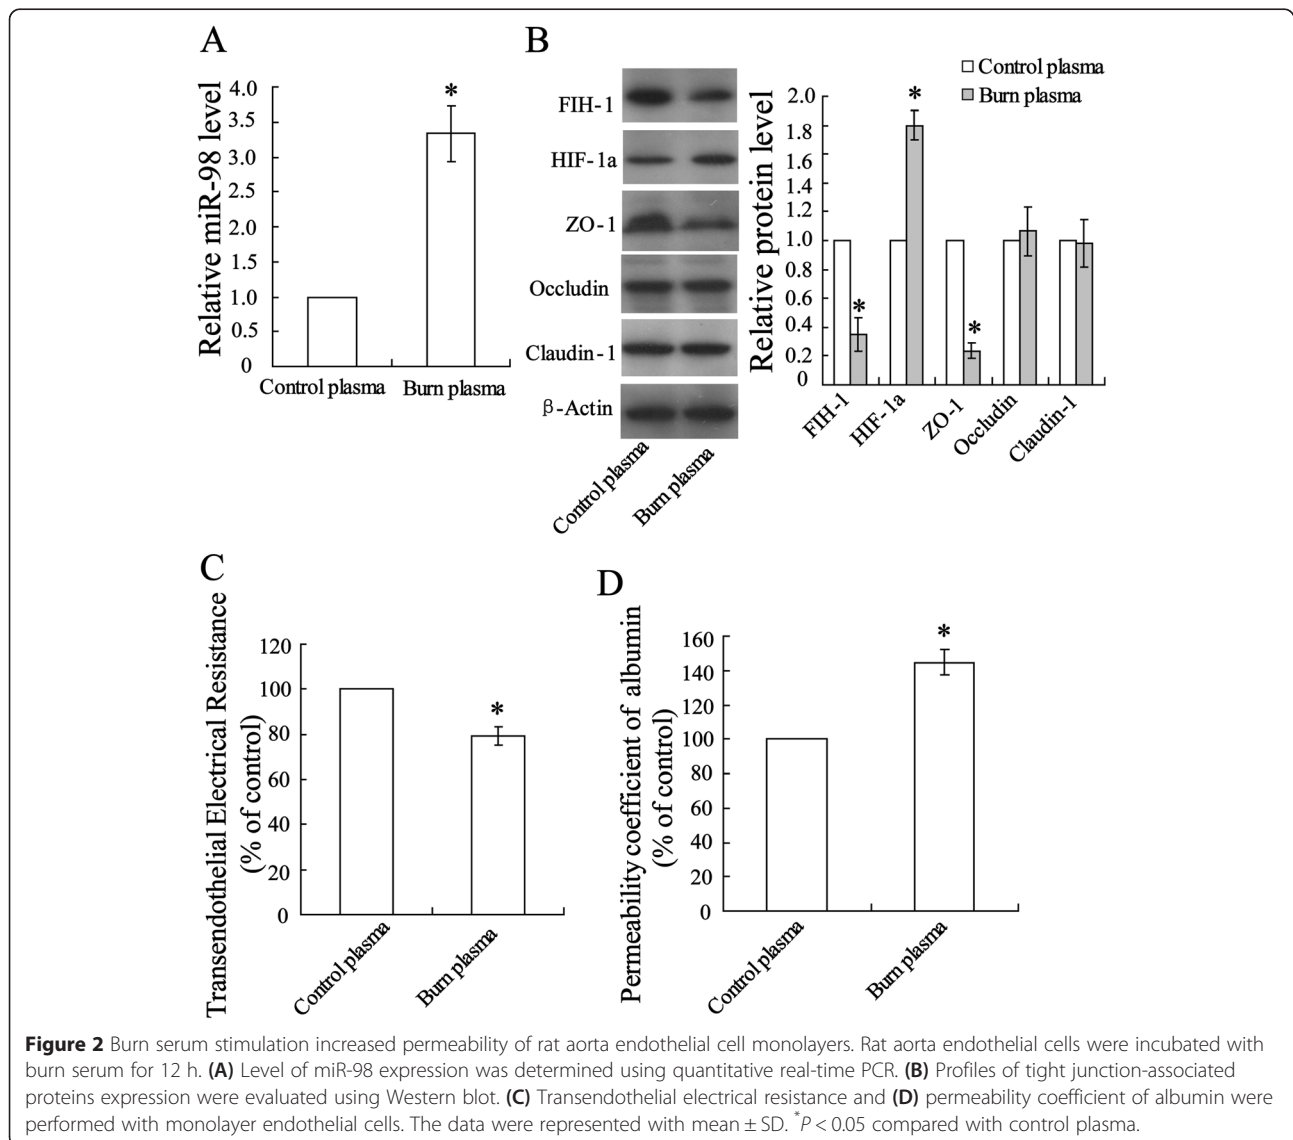 A
Relative miR-98 level
4.0
3.5
3.0
2.5
2.0
1.5
1.0
0.5
0
*
Control plasma
Burn plasma
B
FIH-1
HIF-1a
ZO-1
Occludin
Claudin-1
β-Actin
Control plasma
Burn plasma
Control plasma
Burn plasma
Relative protein level
2.0
1.8
1.6
1.4
1.2
1.0
0.8
0.6
0.4
0.2
0
*
*
*
FIH-1
HIF-1a
ZO-1
Occludin
Claudin-1
C
Transendothelial Electrical Resistance
(% of control)
120
100
80
60
40
20
0
*
Control plasma
Burn plasma
D
Permeability coefficient of albumin
(% of control)
160
140
120
100
80
60
40
20
0
*
Control plasma
Burn plasma
Figure 2 Burn serum stimulation increased permeability of rat aorta endothelial cell monolayers. Rat aorta endothelial cells were incubated with
burn serum for 12 h. (A) Level of miR-98 expression was determined using quantitative real-time PCR. (B) Profiles of tight junction-associated
proteins expression were evaluated using Western blot. (C) Transendothelial electrical resistance and (D) permeability coefficient of albumin were
performed with monolayer endothelial cells. The data were represented with mean ± SD. *P < 0.05 compared with control plasma.